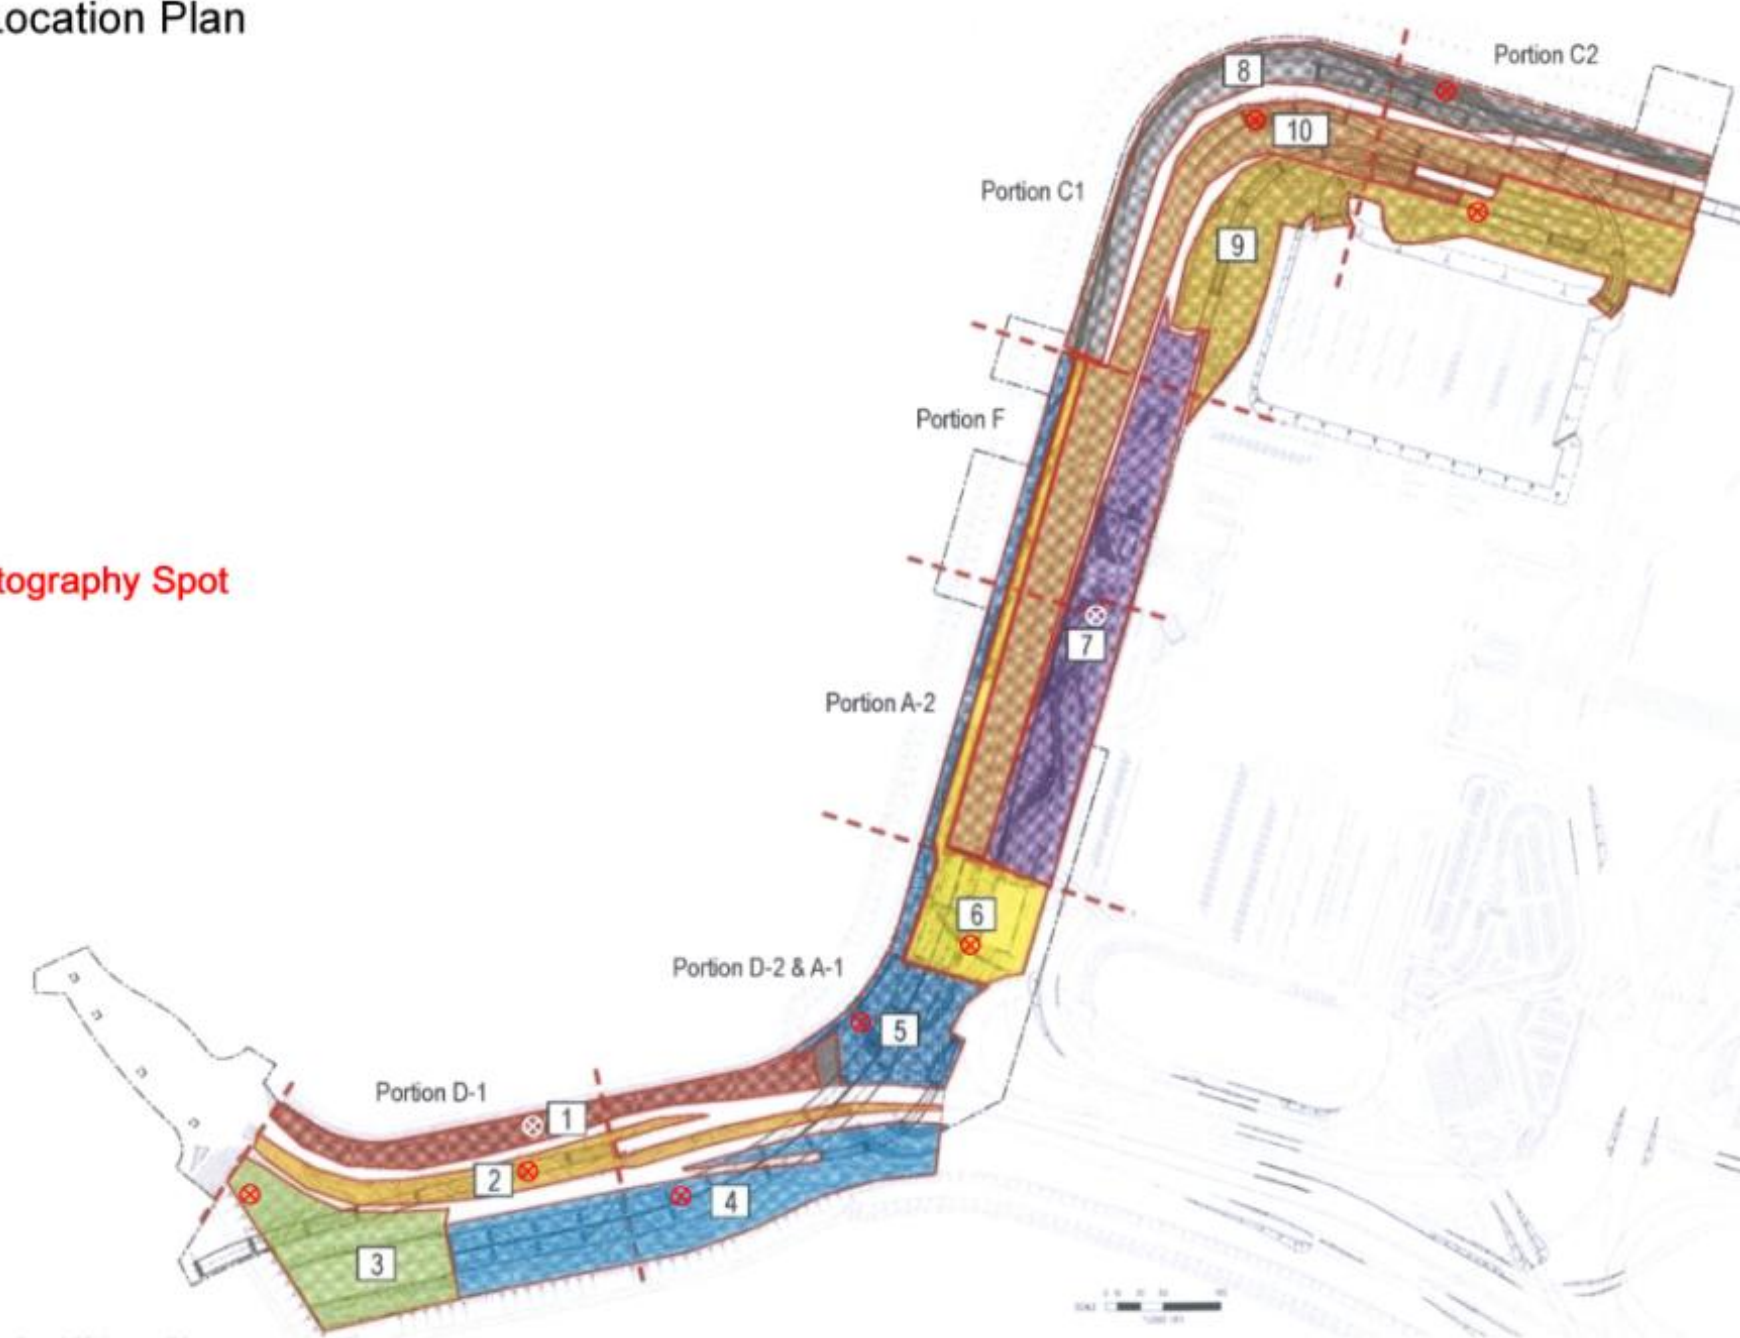 Location Plan
Portion C2
8
10
Portion C1
9
Portion F
tography Spot
7
Portion A-2
6
Portion D-2 & A-1
5
Portion D-1
1
2
4
3